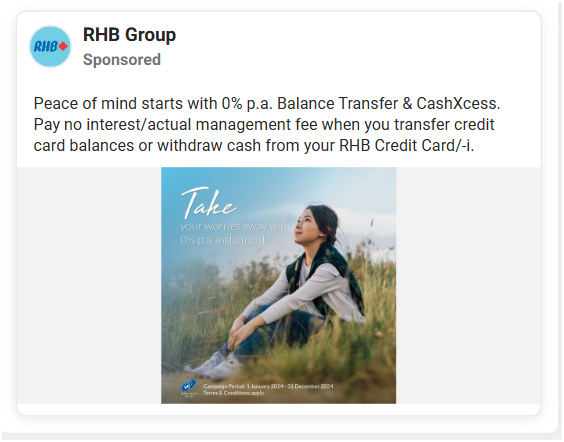 RHB
RHB Group
Sponsored
Peace of mind starts with 0% p.a. Balance Transfer & CashXcess.
Pay no interest/actual management fee when you transfer credit
card balances or withdraw cash from your RHB Credit Card/-i.
Take
your worries away with
0% p.a. instalment.
Campaign Period: 1 January 2024 - 31 December 2024
Terms & Conditions apply.